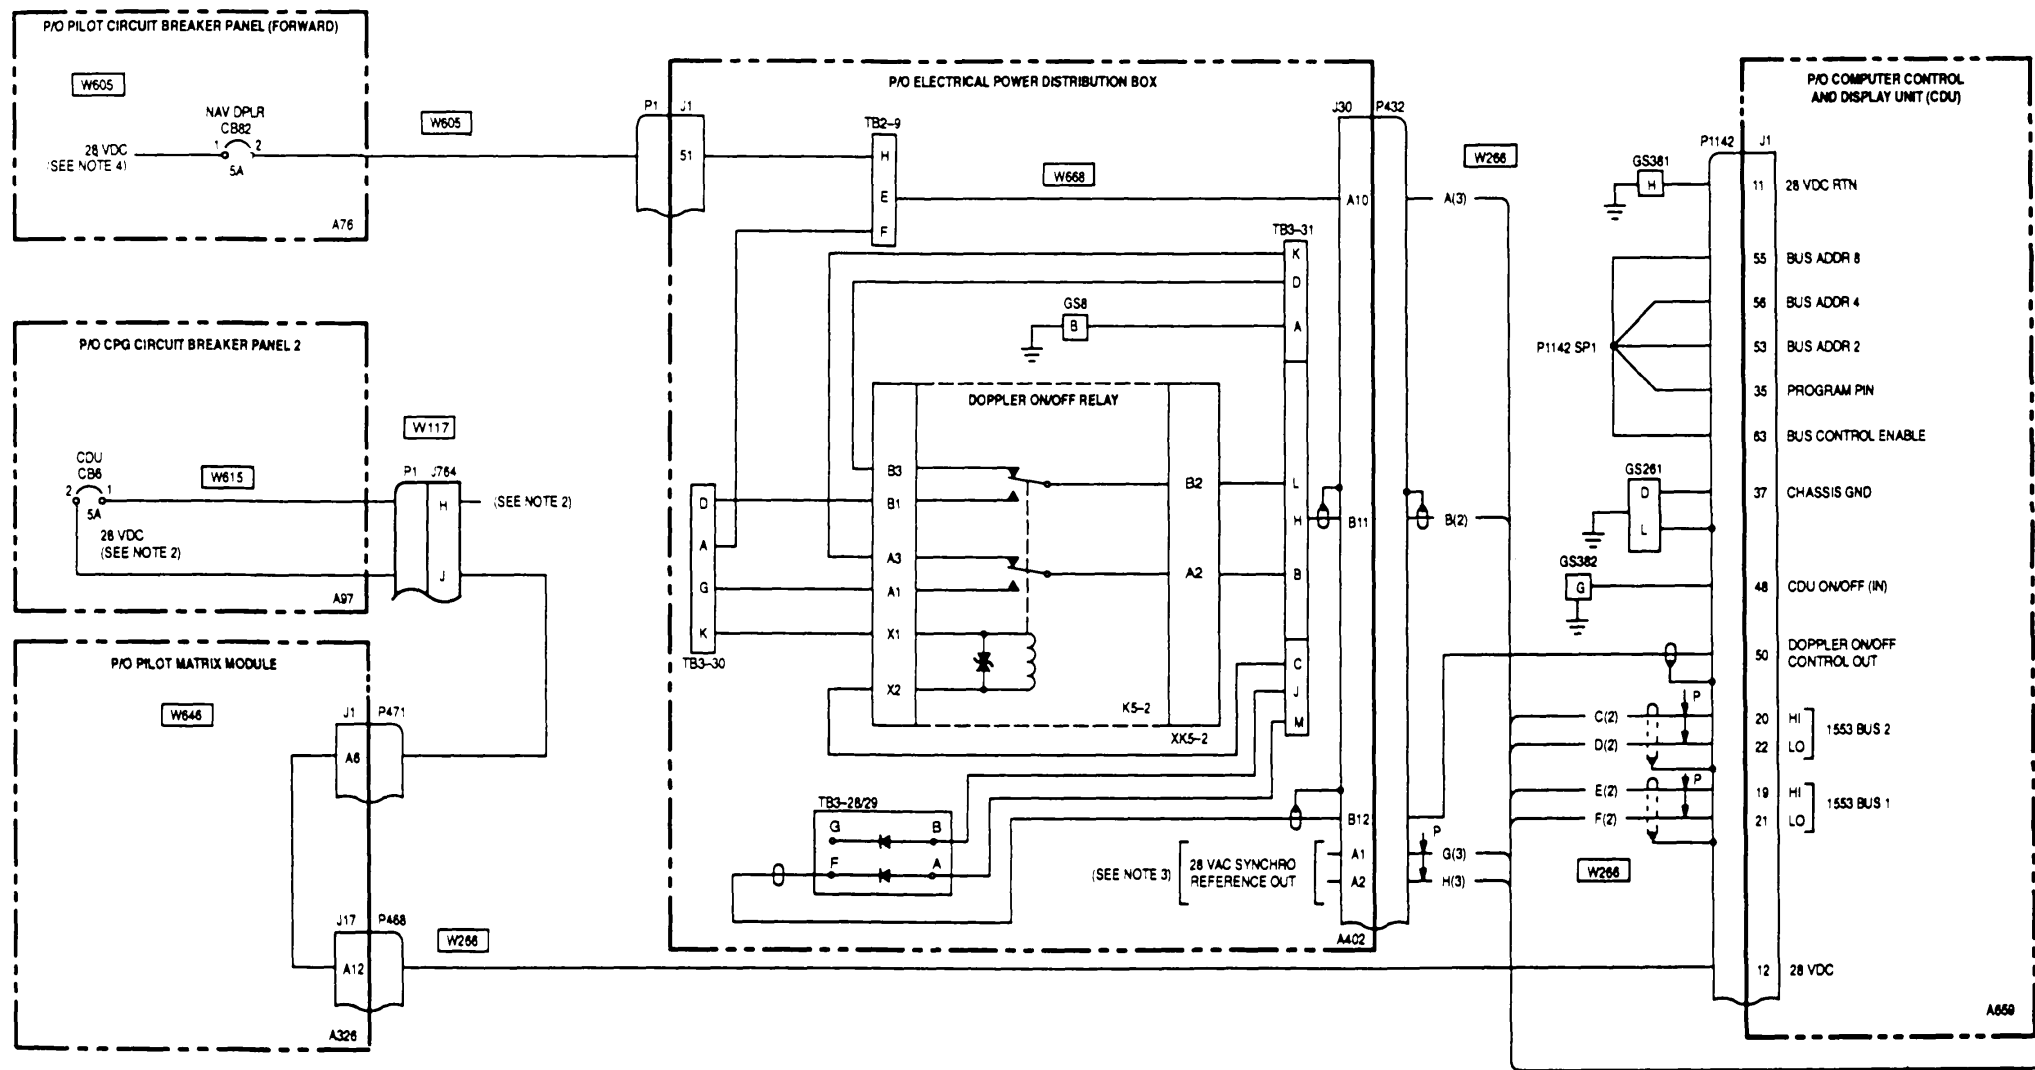 P/O PILOT CIRCUIT BREAKER PANEL (FORWARD)
W605
NAV DPLR
CB82
1 2
5A
28 VDC
(SEE NOTE 4)
A76
W605
P/O CPG CIRCUIT BREAKER PANEL 2
CDU
CB6
2 1
5A
W615
28 VDC
(SEE NOTE 2)
A97
W117
P1 J764
H
(SEE NOTE 2)
J
P/O PILOT MATRIX MODULE
W646
J1 P471
A6
J17 P468
A12
A326
W266
P/O ELECTRICAL POWER DISTRIBUTION BOX
P1 J1
51
TB2-9
H
E
F
W668
J30 P432
A10
TB3-31
K
D
A
GS8
B
DOPPLER ON/OFF RELAY
B3
B1
A3
A1
X1
X2
B2
A2
K5-2
XK5-2
L
H
B
C
J
M
D
A
G
K
TB3-30
B11
TB3-28/29
G B
F A
B12
(SEE NOTE 3)
28 VAC SYNCHRO
REFERENCE OUT
A1
A2
A402
W266
A(3)
B(2)
P
G(3)
H(3)
P/O COMPUTER CONTROL
AND DISPLAY UNIT (CDU)
P1142 J1
GS381
H
11 28 VDC RTN
55 BUS ADDR 8
56 BUS ADDR 4
P1142 SP1
53 BUS ADDR 2
35 PROGRAM PIN
63 BUS CONTROL ENABLE
GS261
D
L
37 CHASSIS GND
GS382
G
48 CDU ON/OFF (IN)
50 DOPPLER ON/OFF
CONTROL OUT
P
C(2) 20 HI
1553 BUS 2
D(2) 22 LO
P
E(2) 19 HI
1553 BUS 1
F(2) 21 LO
W266
12 28 VDC
A659